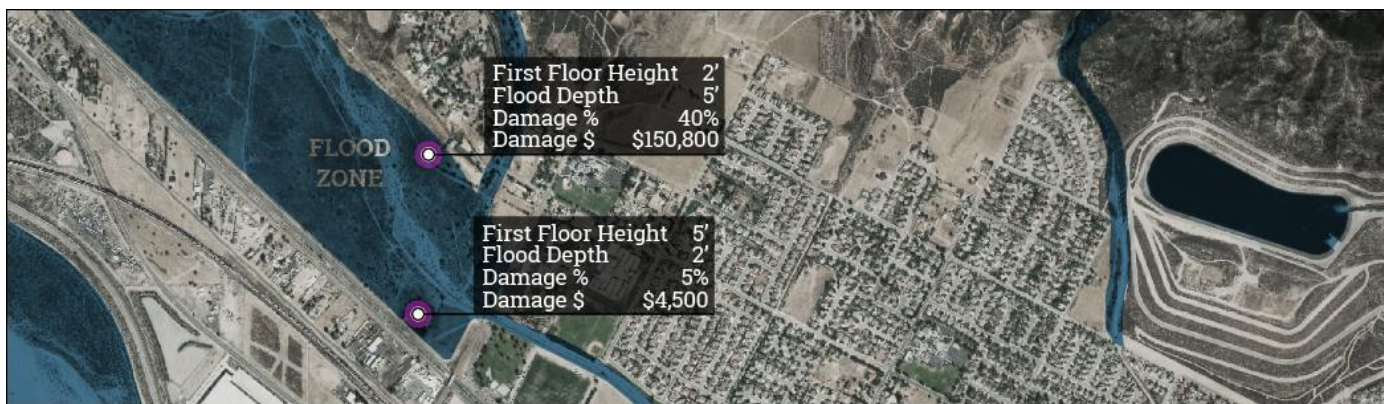 First Floor Height 2'
Flood Depth 5'
Damage % 40%
Damage $ $150,800
FLOOD
ZONE
First Floor Height 5'
Flood Depth 2'
Damage % 5%
Damage $ $4,500